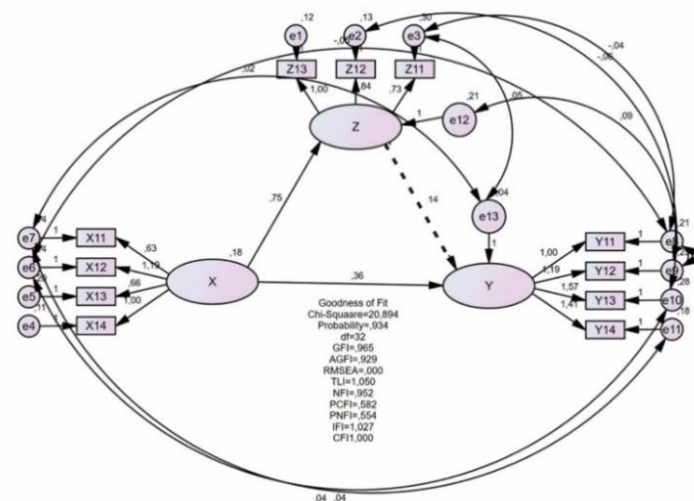 ,12 ,13 ,30
e1 e2 e3
-,04
-,06
,02
Z13 Z12 Z11
1,00 ,84 ,73
,05
,21
,09
Z 1 e12
,04
e13
,75 14 1
e7 1 X11
,63
e6 1 X12
1,19
e5 1 X13
,66
e4 1 X14
1,00
,11
,18
X
,36
Y
1,00 Y11 1 ,21
1,19 Y12 1 e9
1,57 Y13 1 e10 ,28
1,41 Y14 1 e11 ,18
Goodness of Fit
Chi-Squaare=20,894
Probability=,934
df=32
GFI=,965
AGFI=,929
RMSEA=,000
TLI=1,050
NFI=,952
PCFI=,582
PNFI=,554
IFI=1,027
CFI1,000
,04 ,04